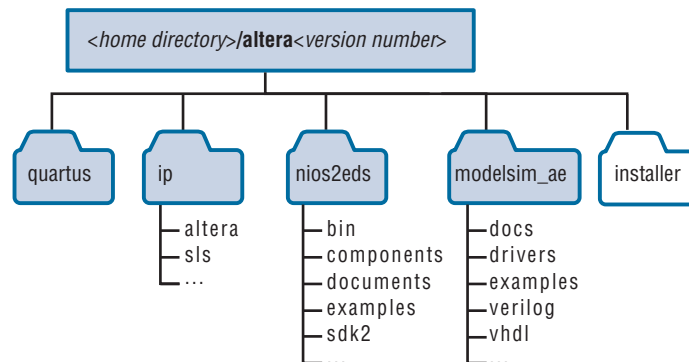 <home directory>/altera<version number>
quartus
ip
nios2eds
modelsim_ae
installer
altera
sls
...
bin
components
documents
examples
sdk2
...
docs
drivers
examples
verilog
vhdl
...